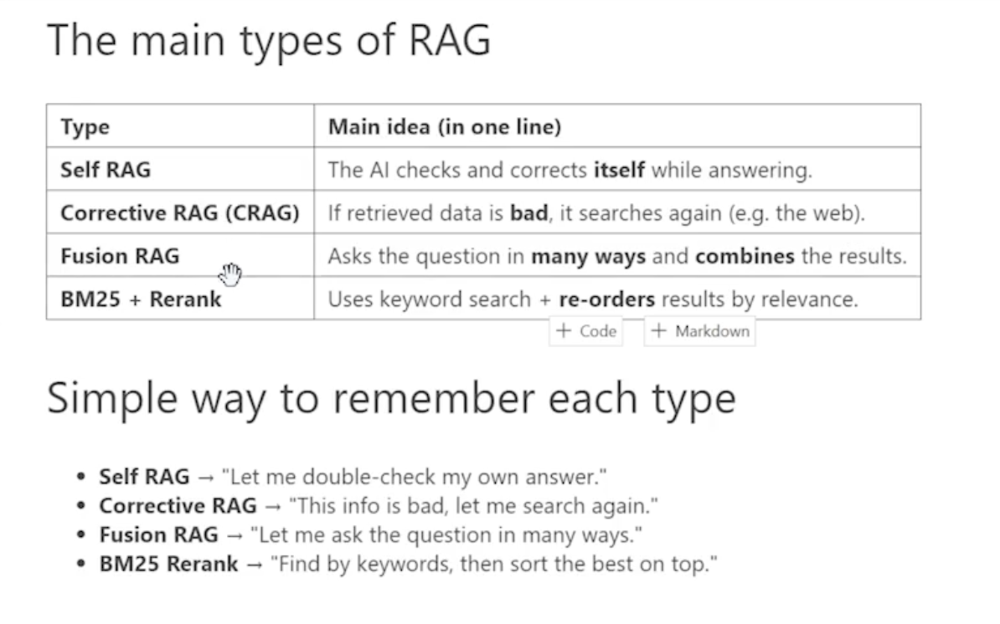 The main types of RAG
Type Main idea (in one line)
Self RAG The AI checks and corrects itself while answering.
Corrective RAG (CRAG) If retrieved data is bad, it searches again (e.g. the web).
Fusion RAG Asks the question in many ways and combines the results.
BM25 + Rerank Uses keyword search + re-orders results by relevance.
+ Code + Markdown
Simple way to remember each type
• Self RAG → "Let me double-check my own answer."
• Corrective RAG → "This info is bad, let me search again."
• Fusion RAG → "Let me ask the question in many ways."
• BM25 Rerank → "Find by keywords, then sort the best on top."